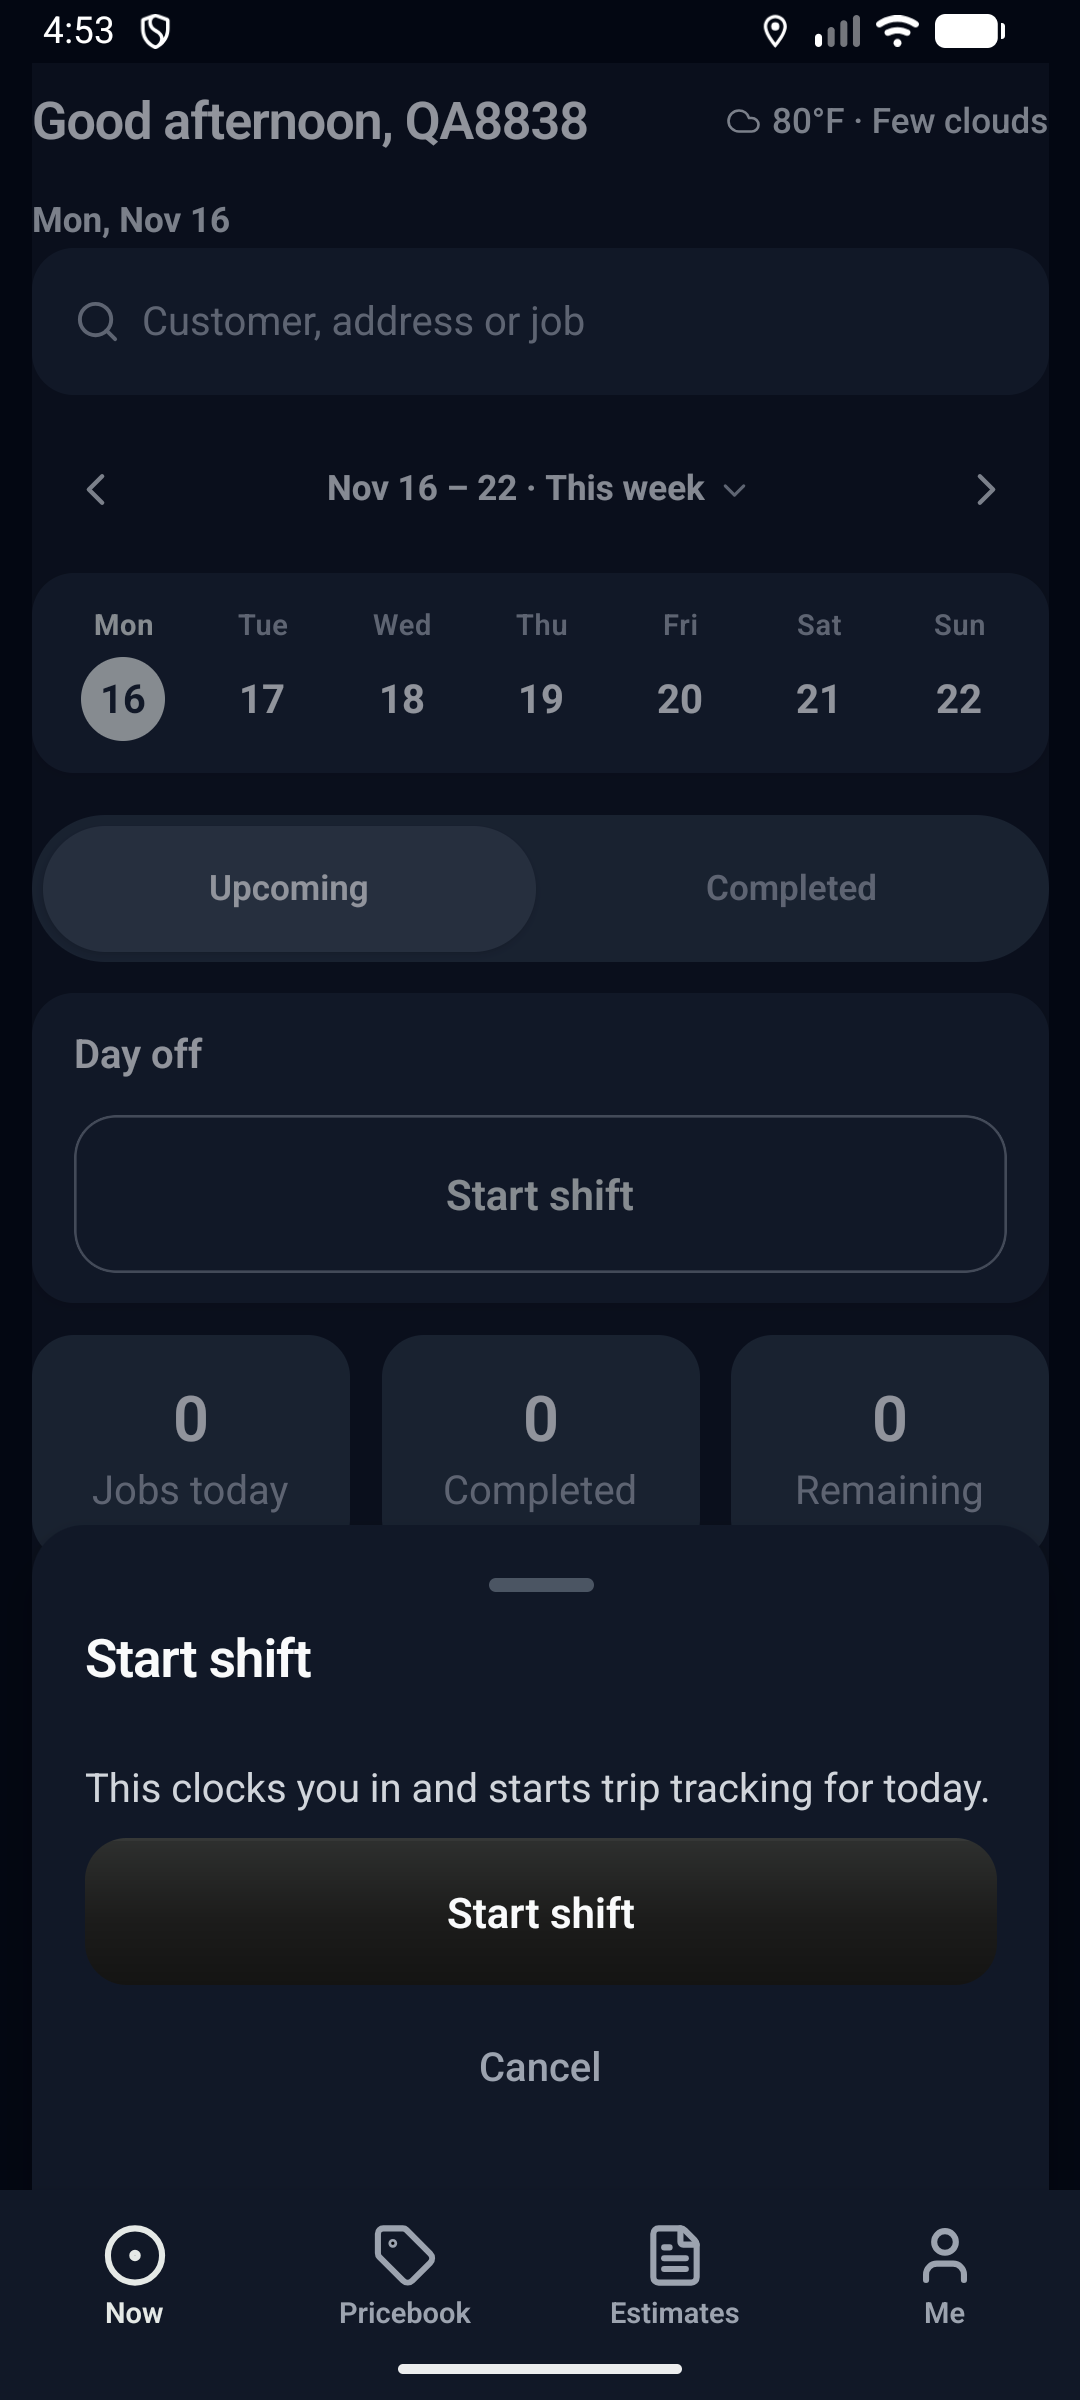 4:53
Good afternoon, QA8838
80°F · Few clouds
Mon, Nov 16
Customer, address or job
Nov 16 – 22 · This week
Mon Tue Wed Thu Fri Sat Sun
16 17 18 19 20 21 22
Upcoming
Completed
Day off
Start shift
0 0 0
Jobs today Completed Remaining
Start shift
This clocks you in and starts trip tracking for today.
Start shift
Cancel
Now Pricebook Estimates Me